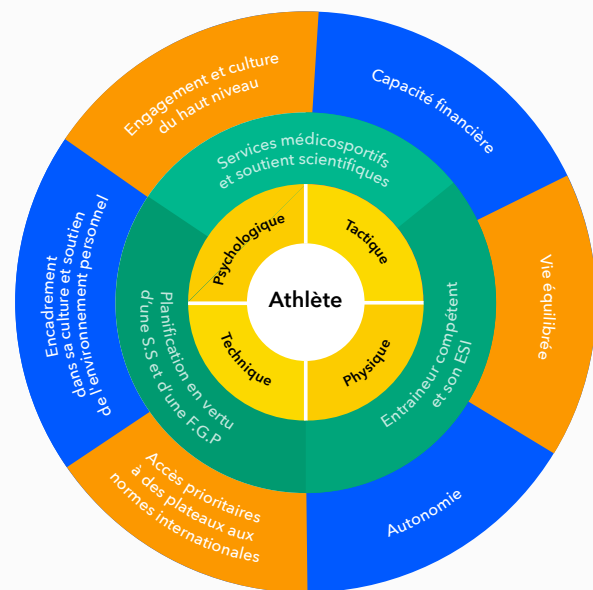 Engagement et culture
du haut niveau
Capacité financière
Services médicosportifs
et soutient scientifiques
Psychologique
Tactique
Encadrement
dans sa culture et soutien
de l'environnement personnel
Athlète
Vie équilibrée
Planification en vertu
d'une S.S et d'une F.G.P
Technique
Physique
Entraineur compétent
et son ESI
Accès prioritaires
à des plateaux aux
normes internationales
Autonomie